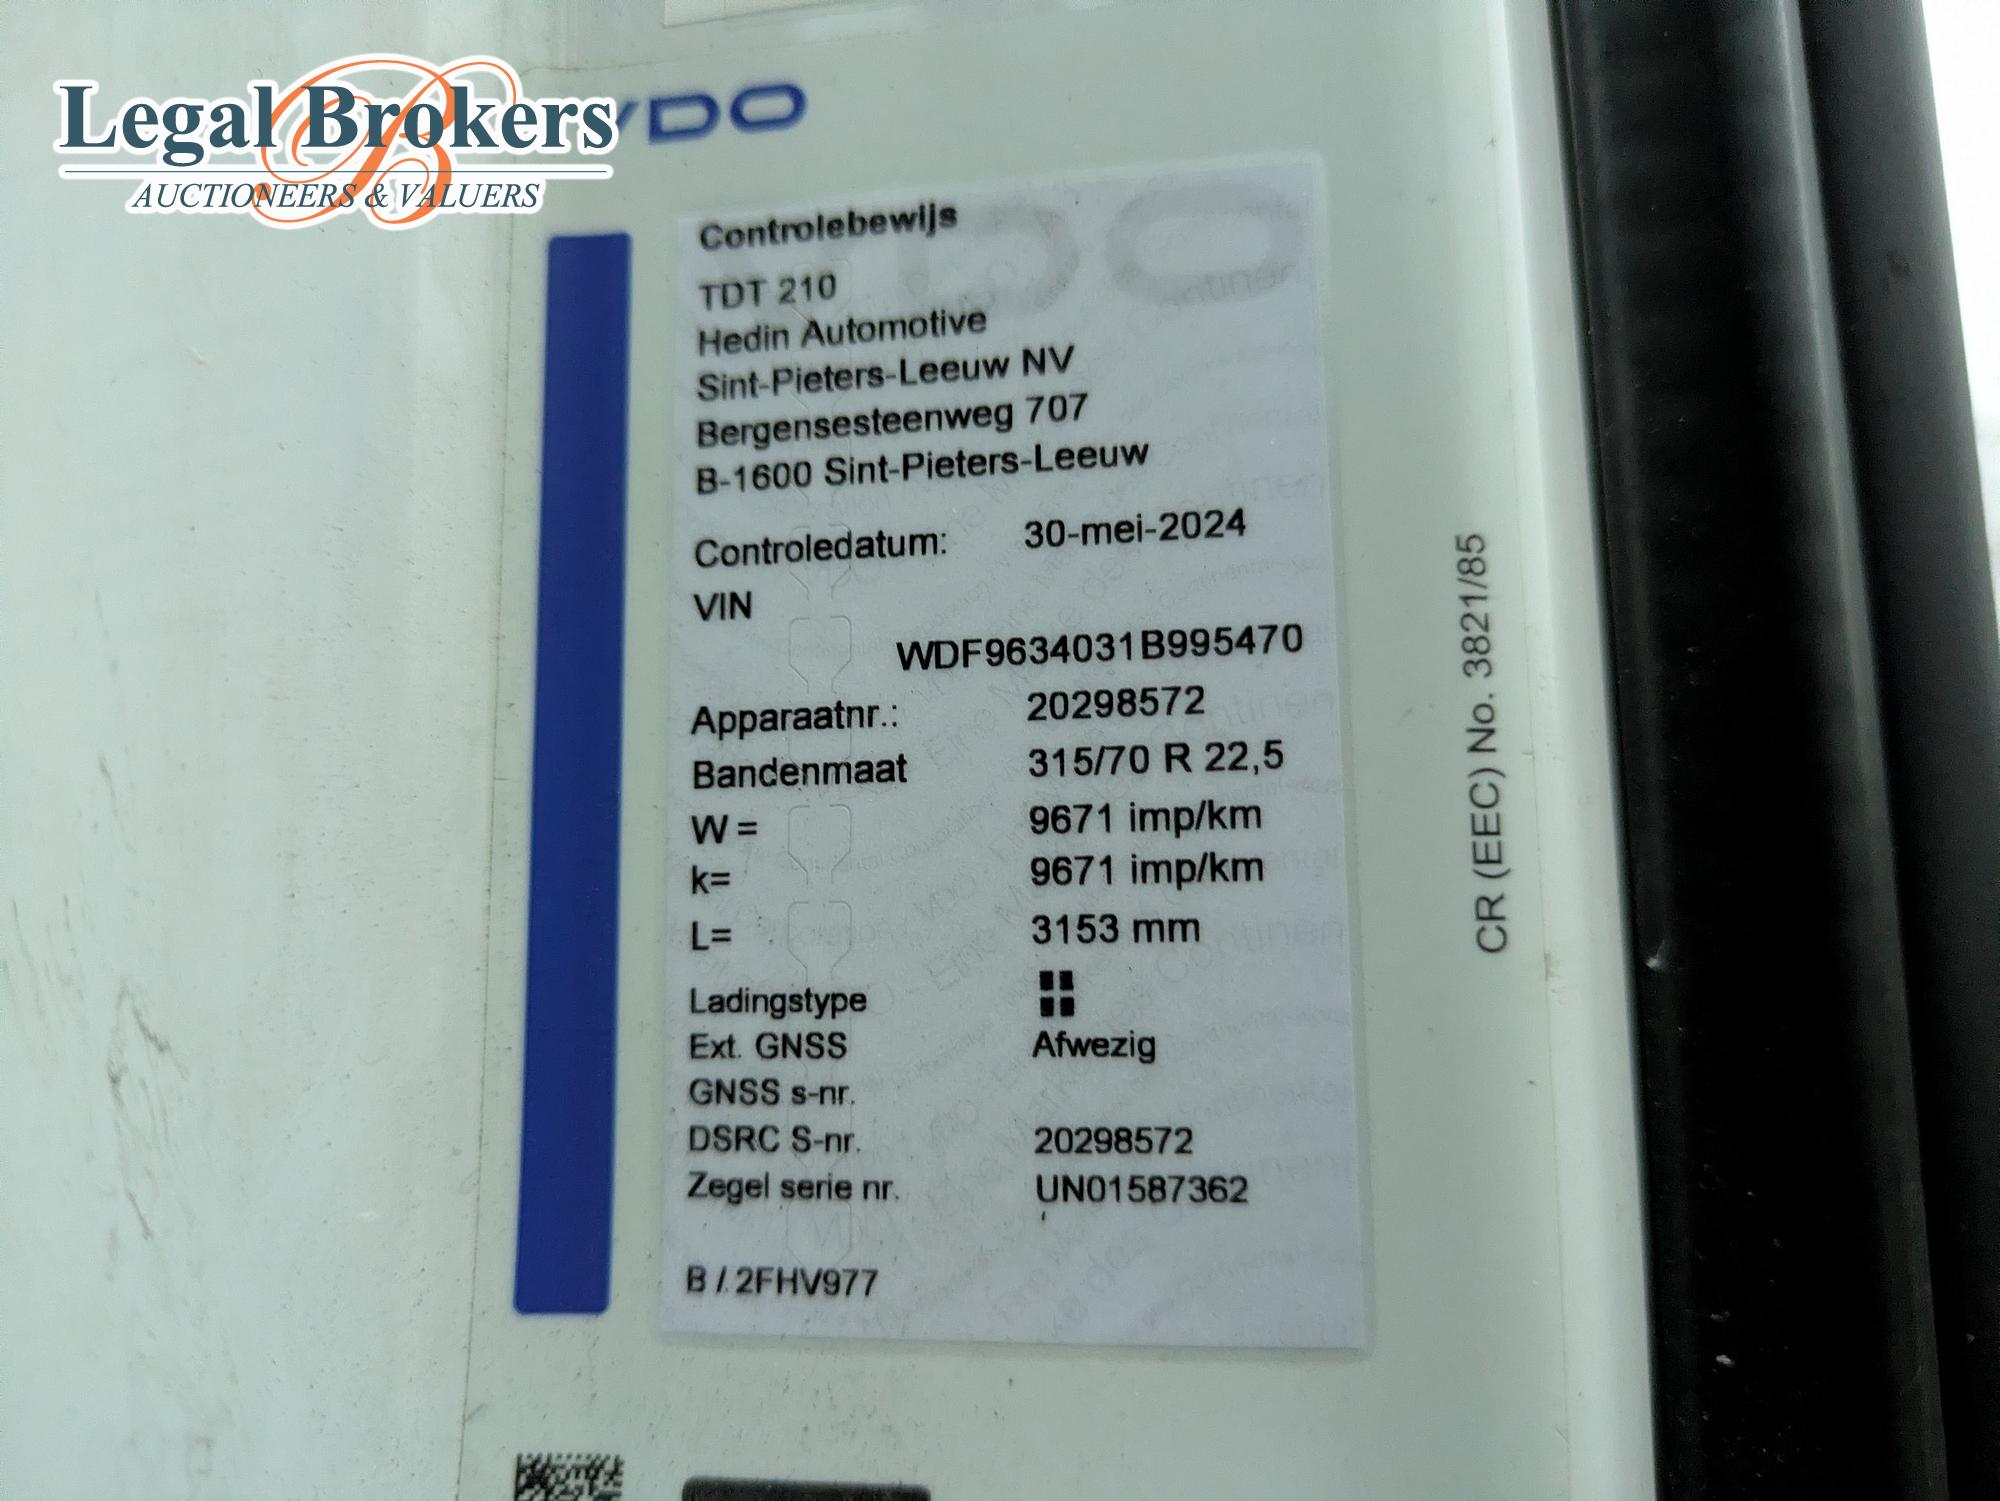 Legal Brokers
AUCTIONEERS & VALUERS
VDO
Controlebewijs
TDT 210
Hedin Automotive
Sint-Pieters-Leeuw NV
Bergensesteenweg 707
B-1600 Sint-Pieters-Leeuw
Controledatum: 30-mei-2024
VIN
WDF9634031B995470
Apparaatnr.: 20298572
Bandenmaat 315/70 R 22,5
W = 9671 imp/km
k= 9671 imp/km
L= 3153 mm
Ladingstype
Ext. GNSS Afwezig
GNSS s-nr.
DSRC S-nr. 20298572
Zegel serie nr. UN01587362
B / 2FHV977
CR (EEC) No. 3821/85